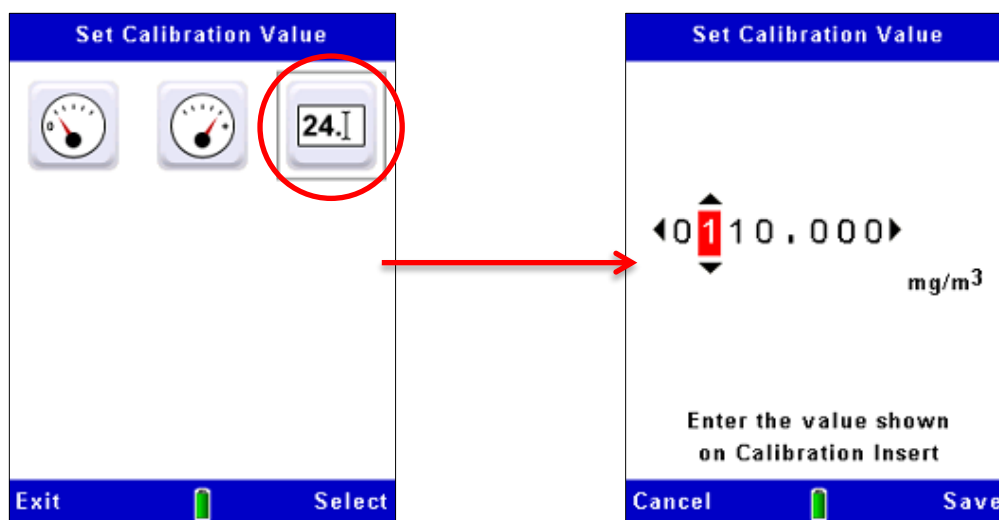 Set Calibration Value
0
+
24.
Exit
Select
Set Calibration Value
0110.000
mg/m³
Enter the value shown
on Calibration Insert
Cancel
Save